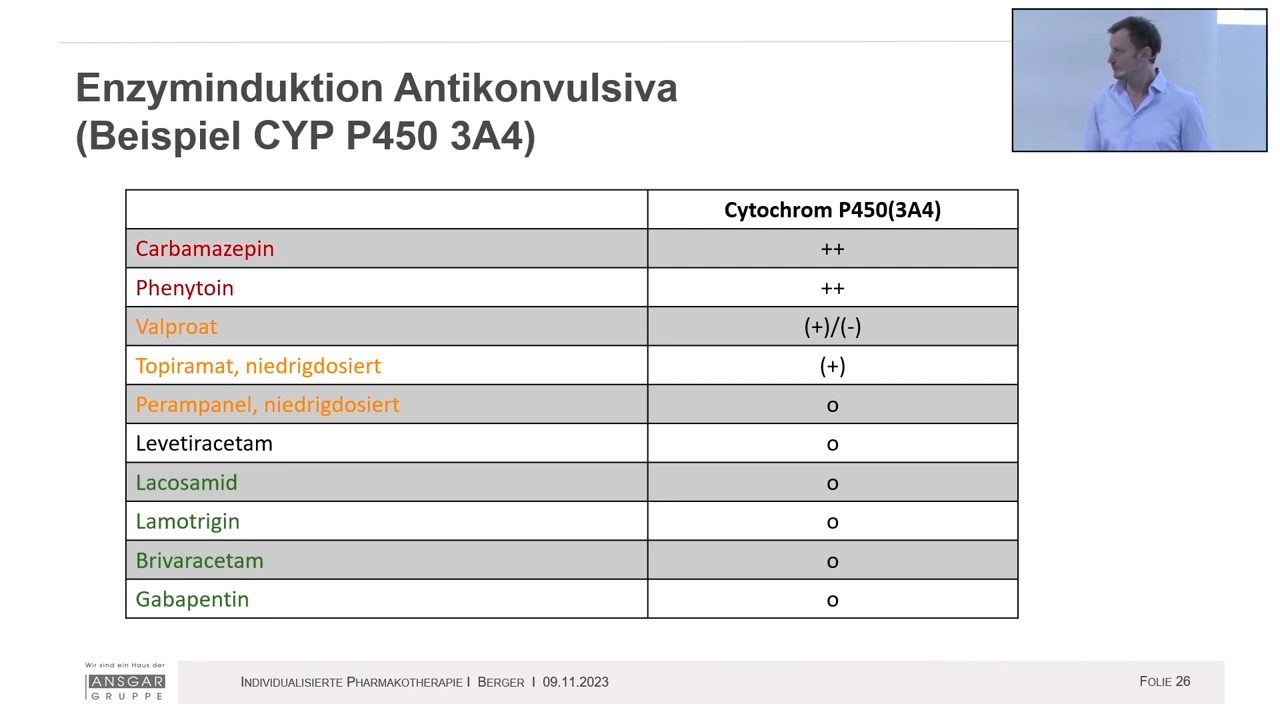 Enzyminduktion Antikonvulsiva
(Beispiel CYP P450 3A4)
Cytochrom P450(3A4)
Carbamazepin ++
Phenytoin ++
Valproat (+)/(-)
Topiramat, niedrigdosiert (+)
Perampanel, niedrigdosiert o
Levetiracetam o
Lacosamid o
Lamotrigin o
Brivaracetam o
Gabapentin o
Wir sind ein Haus der
ANSGAR
GRUPPE
Individualisierte Pharmakotherapie I Berger I 09.11.2023
Folie 26